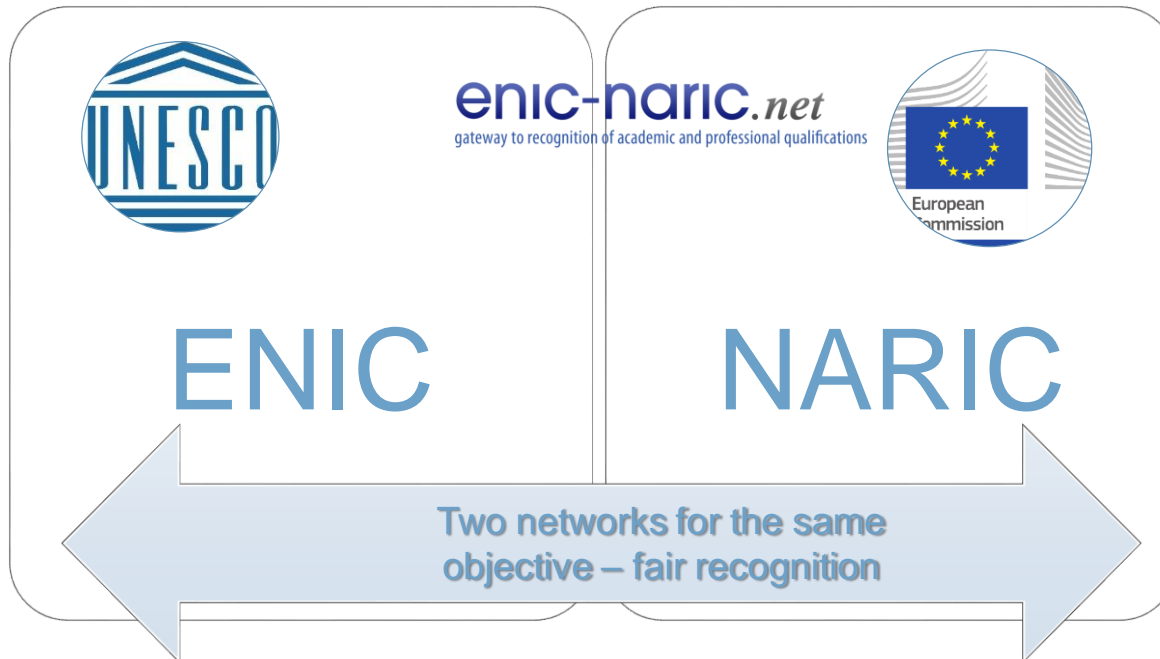 UNESCO
enic-naric.net
gateway to recognition of academic and professional qualifications
European
Commission
ENIC
NARIC
Two networks for the same
objective – fair recognition